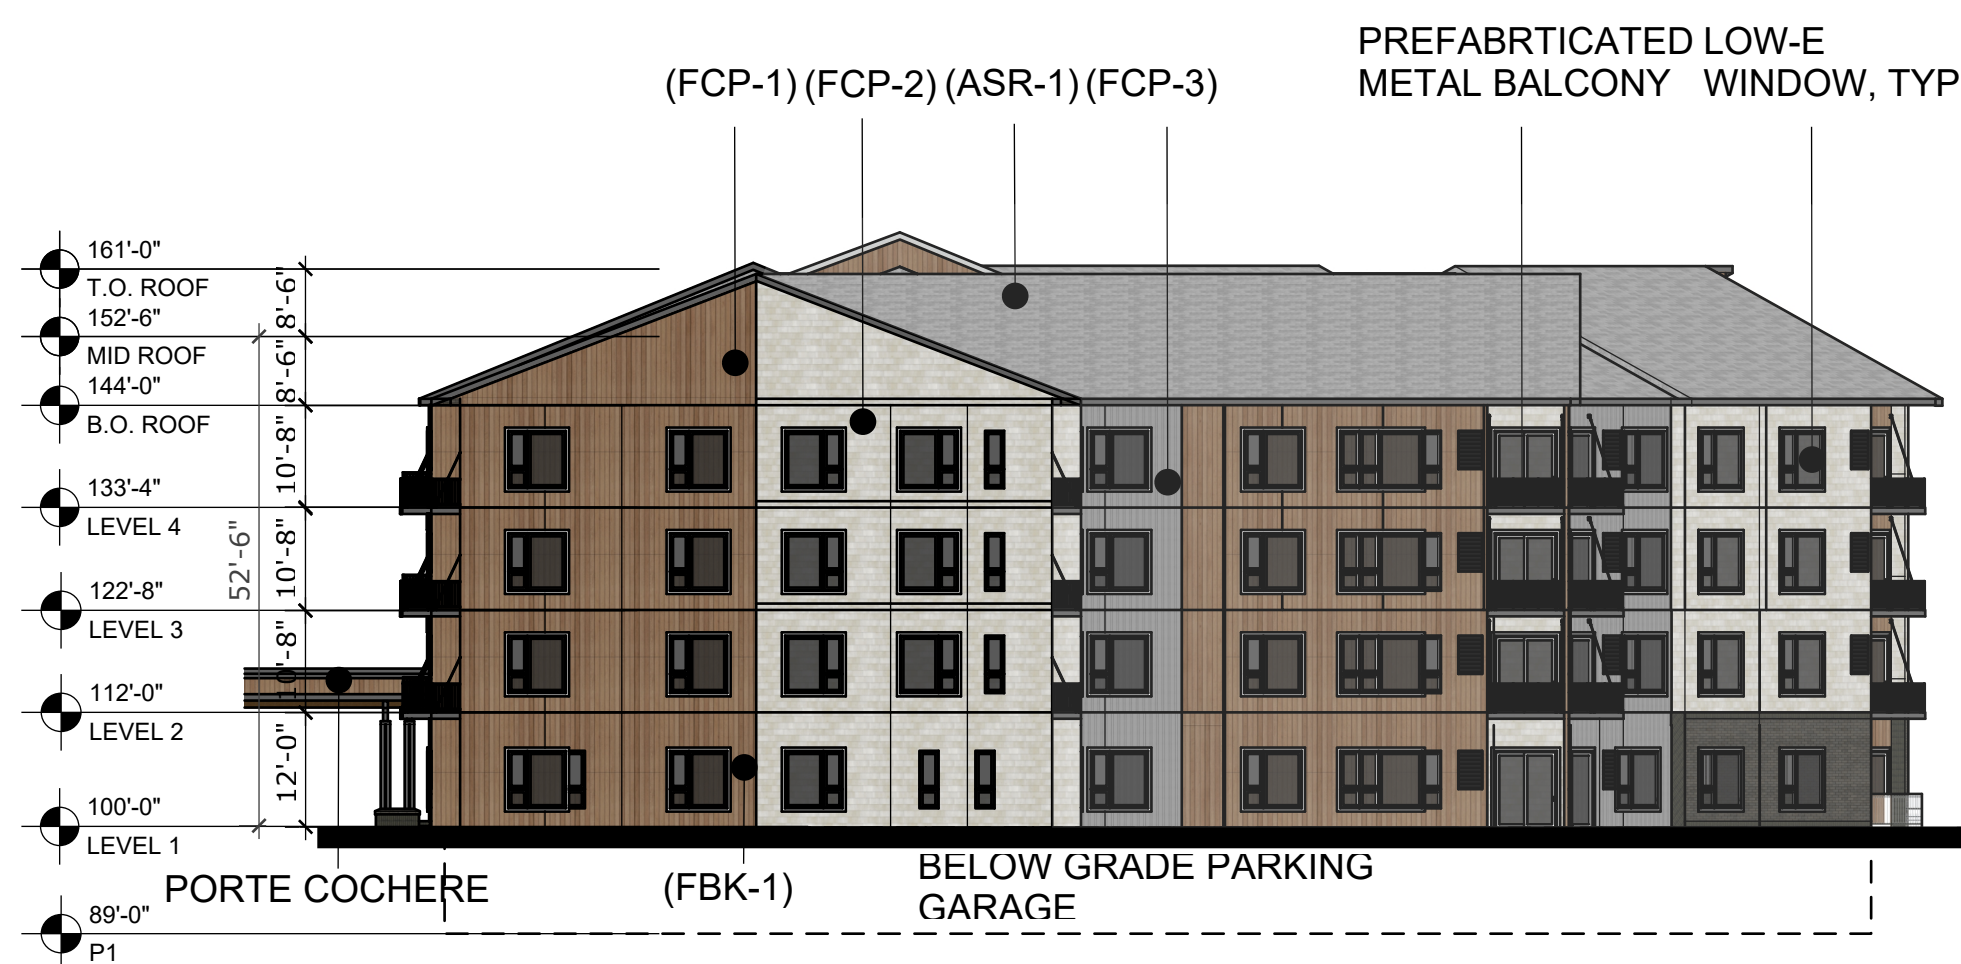 PREFABRTICATED LOW-E
METAL BALCONY WINDOW, TYP
(FCP-1) (FCP-2) (ASR-1) (FCP-3)
161'-0"
T.O. ROOF
152'-6"
MID ROOF
144'-0"
B.O. ROOF
133'-4"
LEVEL 4
122'-8"
LEVEL 3
112'-0"
LEVEL 2
100'-0"
LEVEL 1
89'-0"
P1
52'-6"
8'-6"
8'-6"
10'-8"
10'-8"
10'-8"
12'-0"
PORTE COCHERE
(FBK-1)
BELOW GRADE PARKING
GARAGE